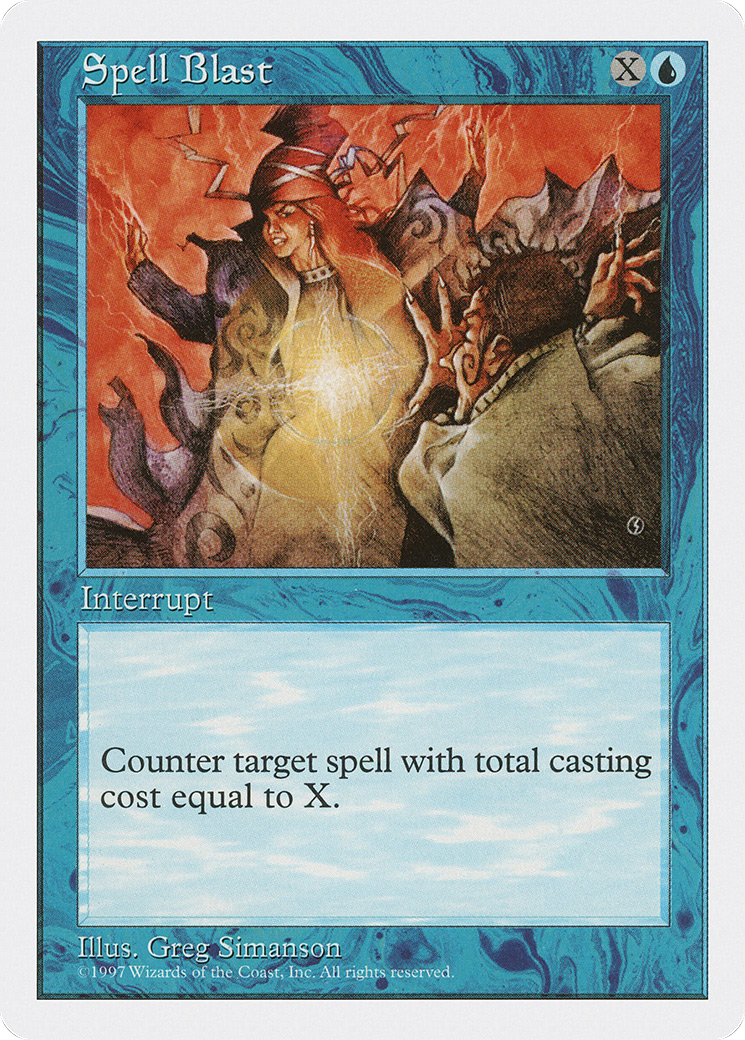 Spell Blast X
Interrupt
Counter target spell with total casting
cost equal to X.
Illus. Greg Simanson
©1997 Wizards of the Coast, Inc. All rights reserved.